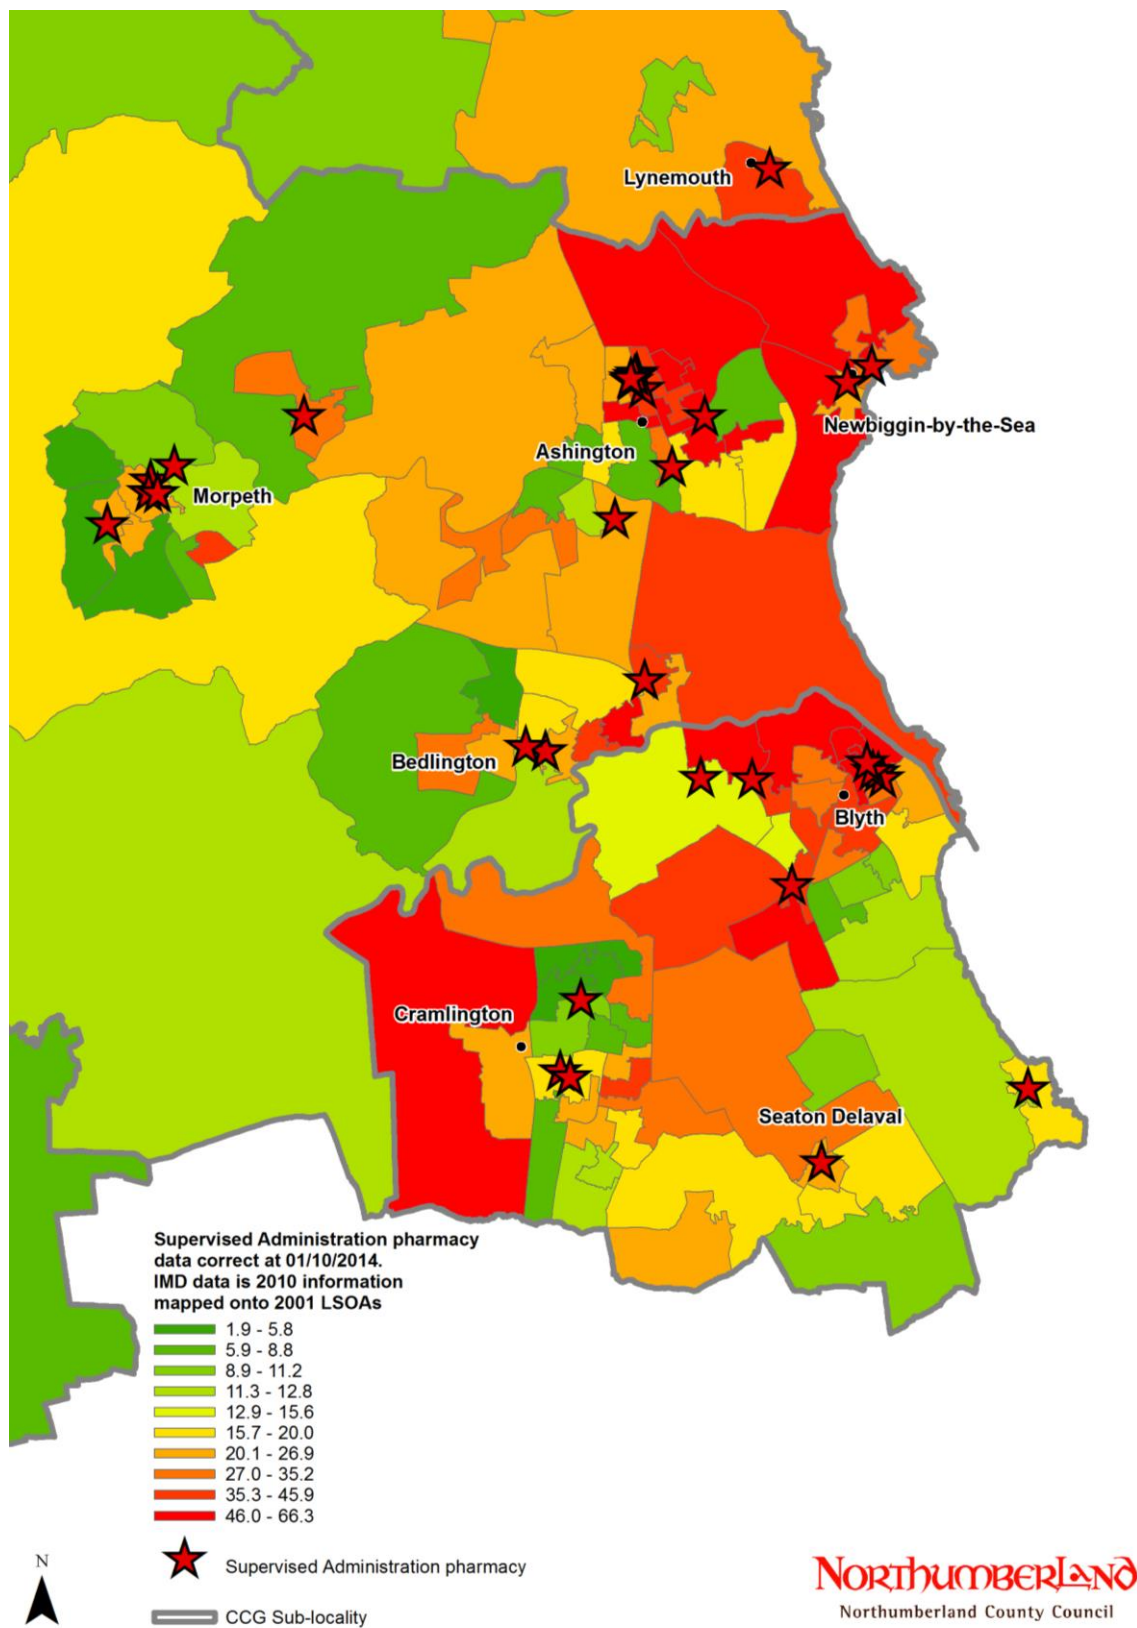 Lynemouth
Newbiggin-by-the-Sea
Ashington
Morpeth
Bedlington
Blyth
Cramlington
Seaton Delaval
Supervised Administration pharmacy
data correct at 01/10/2014.
IMD data is 2010 information
mapped onto 2001 LSOAs
1.9 - 5.8
5.9 - 8.8
8.9 - 11.2
11.3 - 12.8
12.9 - 15.6
15.7 - 20.0
20.1 - 26.9
27.0 - 35.2
35.3 - 45.9
46.0 - 66.3
N
Supervised Administration pharmacy
CCG Sub-locality
NORTHUMBERLAND
Northumberland County Council